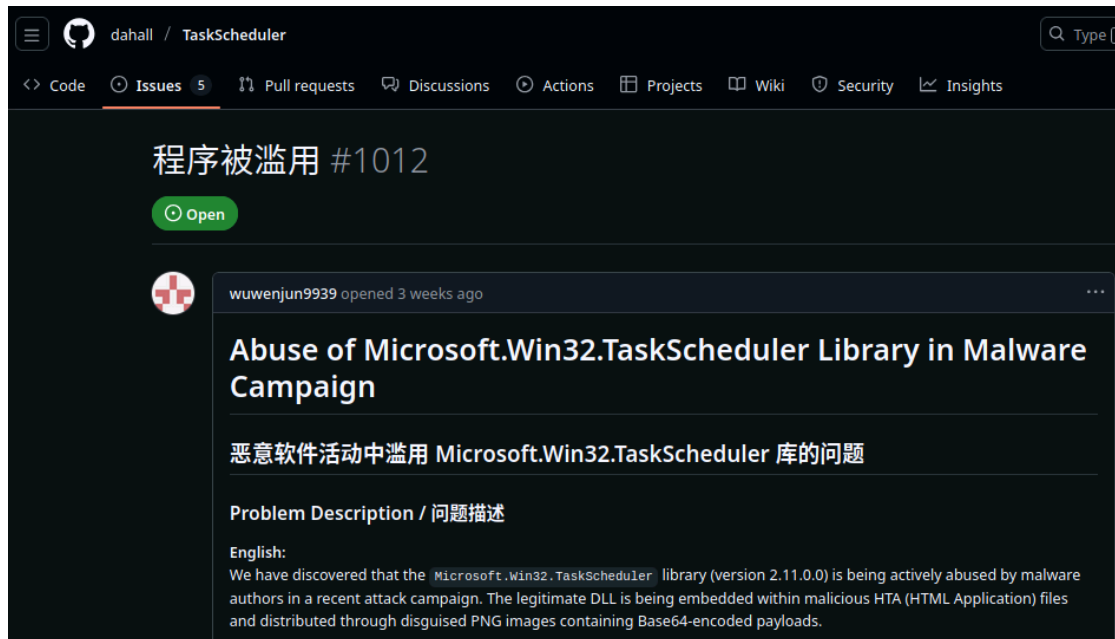 dahall / TaskScheduler
Type
Code Issues 5 Pull requests Discussions Actions Projects Wiki Security Insights
程序被滥用 #1012
Open
wuwenjun9939 opened 3 weeks ago
Abuse of Microsoft.Win32.TaskScheduler Library in Malware
Campaign
恶意软件活动中滥用 Microsoft.Win32.TaskScheduler 库的问题
Problem Description / 问题描述
English:
We have discovered that the Microsoft.Win32.TaskScheduler library (version 2.11.0.0) is being actively abused by malware
authors in a recent attack campaign. The legitimate DLL is being embedded within malicious HTA (HTML Application) files
and distributed through disguised PNG images containing Base64-encoded payloads.